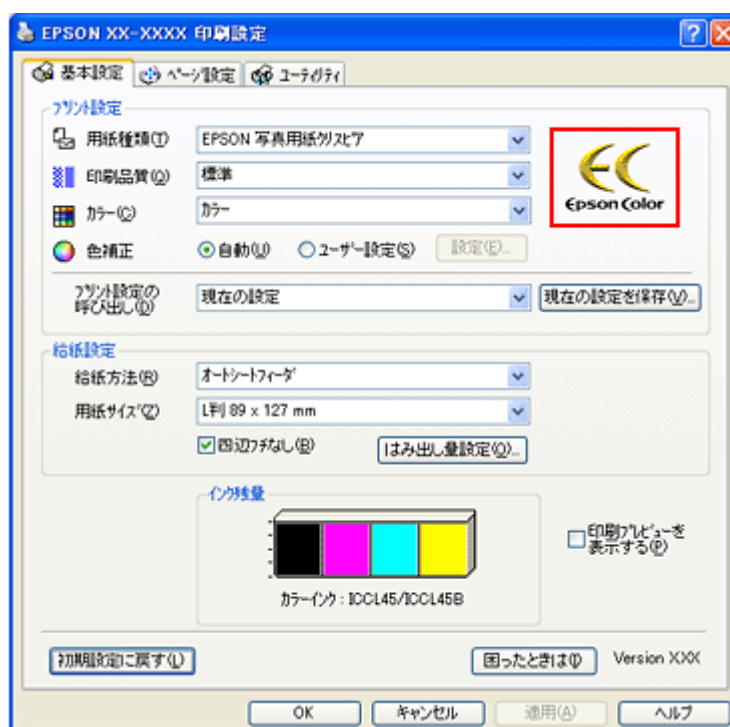 EPSON XX-XXXX 印刷設定
基本設定
ページ設定
ユーティリティ
プリント設定
用紙種類(T)
EPSON 写真用紙クリスピア
印刷品質(Q)
標準
カラー(C)
カラー
Epson Color
色補正
自動(U)
ユーザー設定(S)
設定(E)...
プリント設定の
呼び出し(D)
現在の設定
現在の設定を保存(V)...
給紙設定
給紙方法(R)
オートシートフィーダ
用紙サイズ(Z)
L判 89 x 127 mm
四辺フチなし(B)
はみ出し量設定(O)...
インク残量
カラーインク : ICCL45/ICCL45B
印刷プレビューを
表示する(P)
初期設定に戻す(L)
困ったときは(I)
Version X.XX
OK
キャンセル
適用(A)
ヘルプ